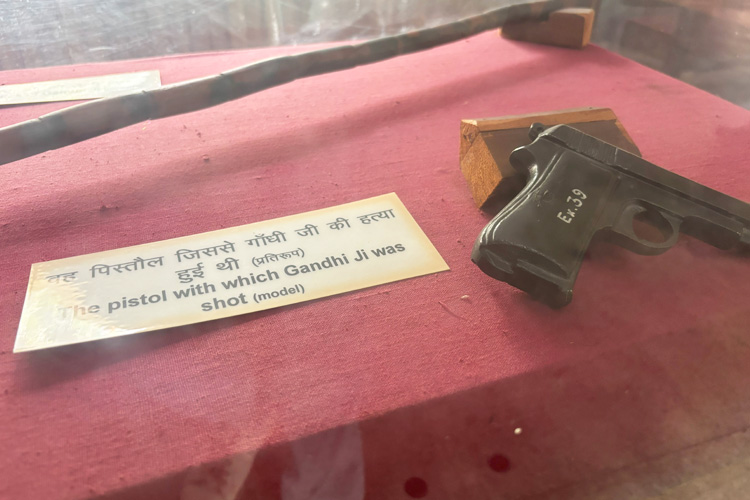 वह पिस्तौल जिससे गाँधी जी की हत्या
हुई थी (प्रतिरूप)
The pistol with which Gandhi Ji was
shot (model)
Ex.39